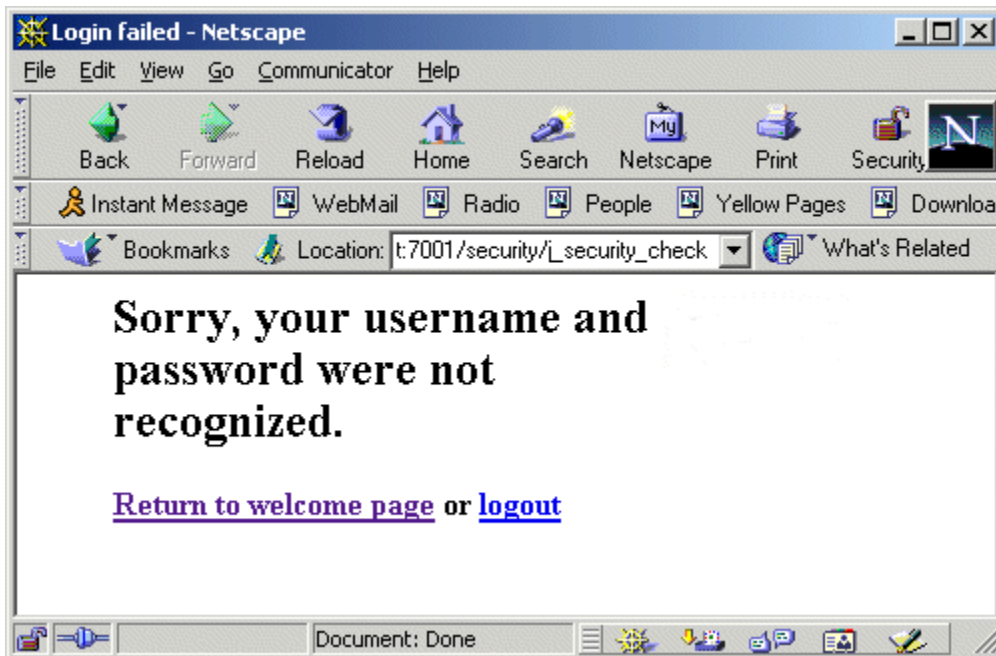 Login failed - Netscape
File Edit View Go Communicator Help
My N
Back Forward Reload Home Search Netscape Print Security
Instant Message WebMail Radio People Yellow Pages Downloa
Bookmarks Location: t:7001/security/j_security_check What's Related
Sorry, your username and
password were not
recognized.
Return to welcome page or logout
Document: Done